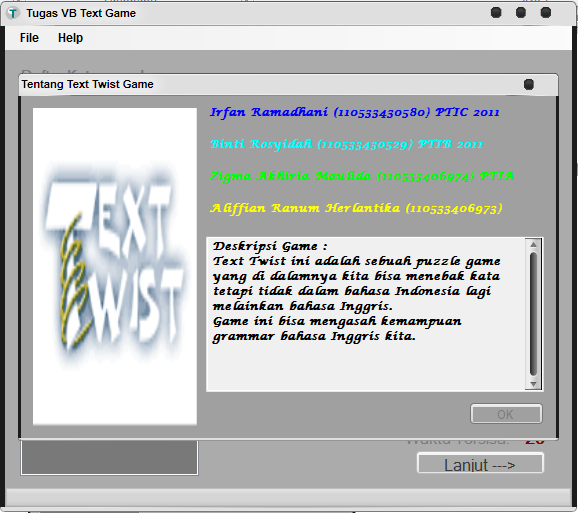 Tugas VB Text Game
File Help
Tentang Text Twist Game
Irfan Ramadhani (110533430580) PTIC 2011
Binti Rosyidah (110533430529) PTIB 2011
Zigma Akhiria Maulida (110533406974) PTIA
Aliffian Ranum Herlantika (110533406973)
TEXT
TWIST
Deskripsi Game :
Text Twist ini adalah sebuah puzzle game
yang di dalamnya kita bisa menebak kata
tetapi tidak dalam bahasa Indonesia lagi
melainkan bahasa Inggris.
Game ini bisa mengasah kemampuan
grammar bahasa Inggris kita.
OK
Waktu Tersisa:
Lanjut --->